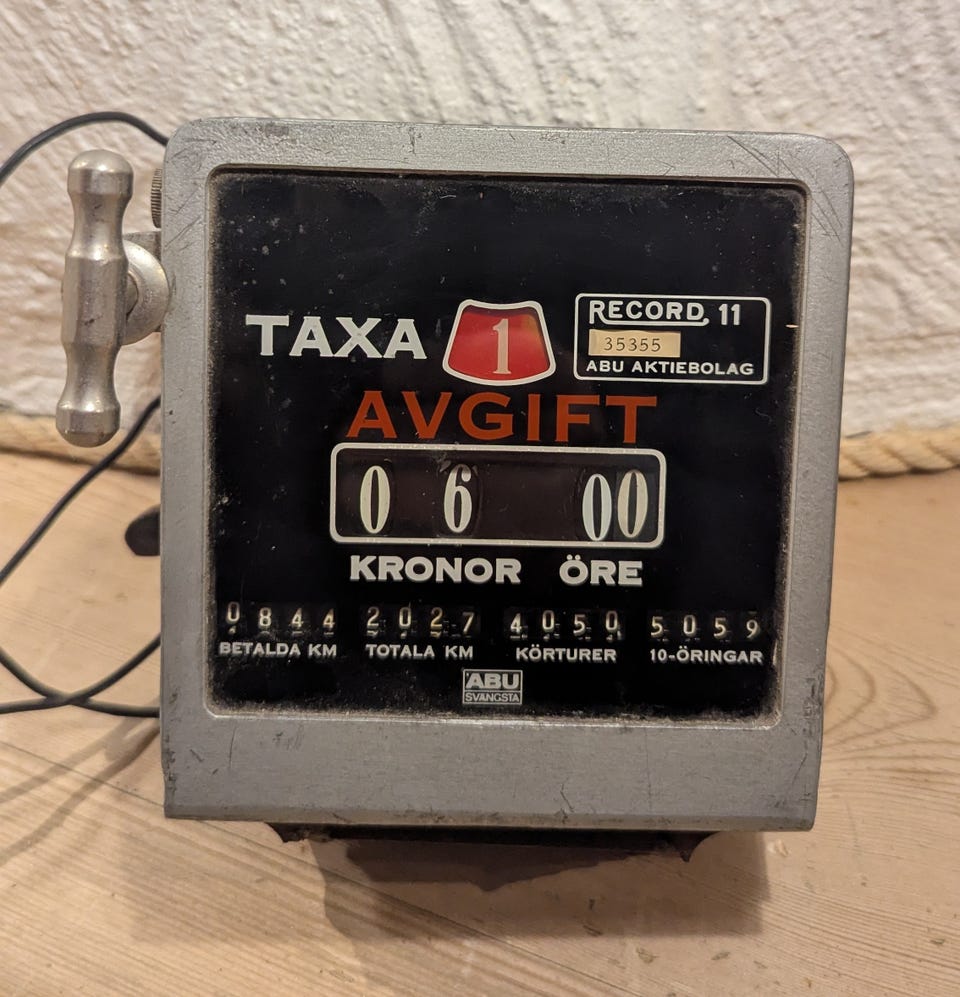 TAXA 1
RECORD 11
35355
ABU AKTIEBOLAG
AVGIFT
0 6 00
KRONOR ÖRE
0844 2027 4050 5059
BETALDA KM TOTALA KM KÖRTURER 10-ÖRINGAR
ABU
SVÄNGSTA